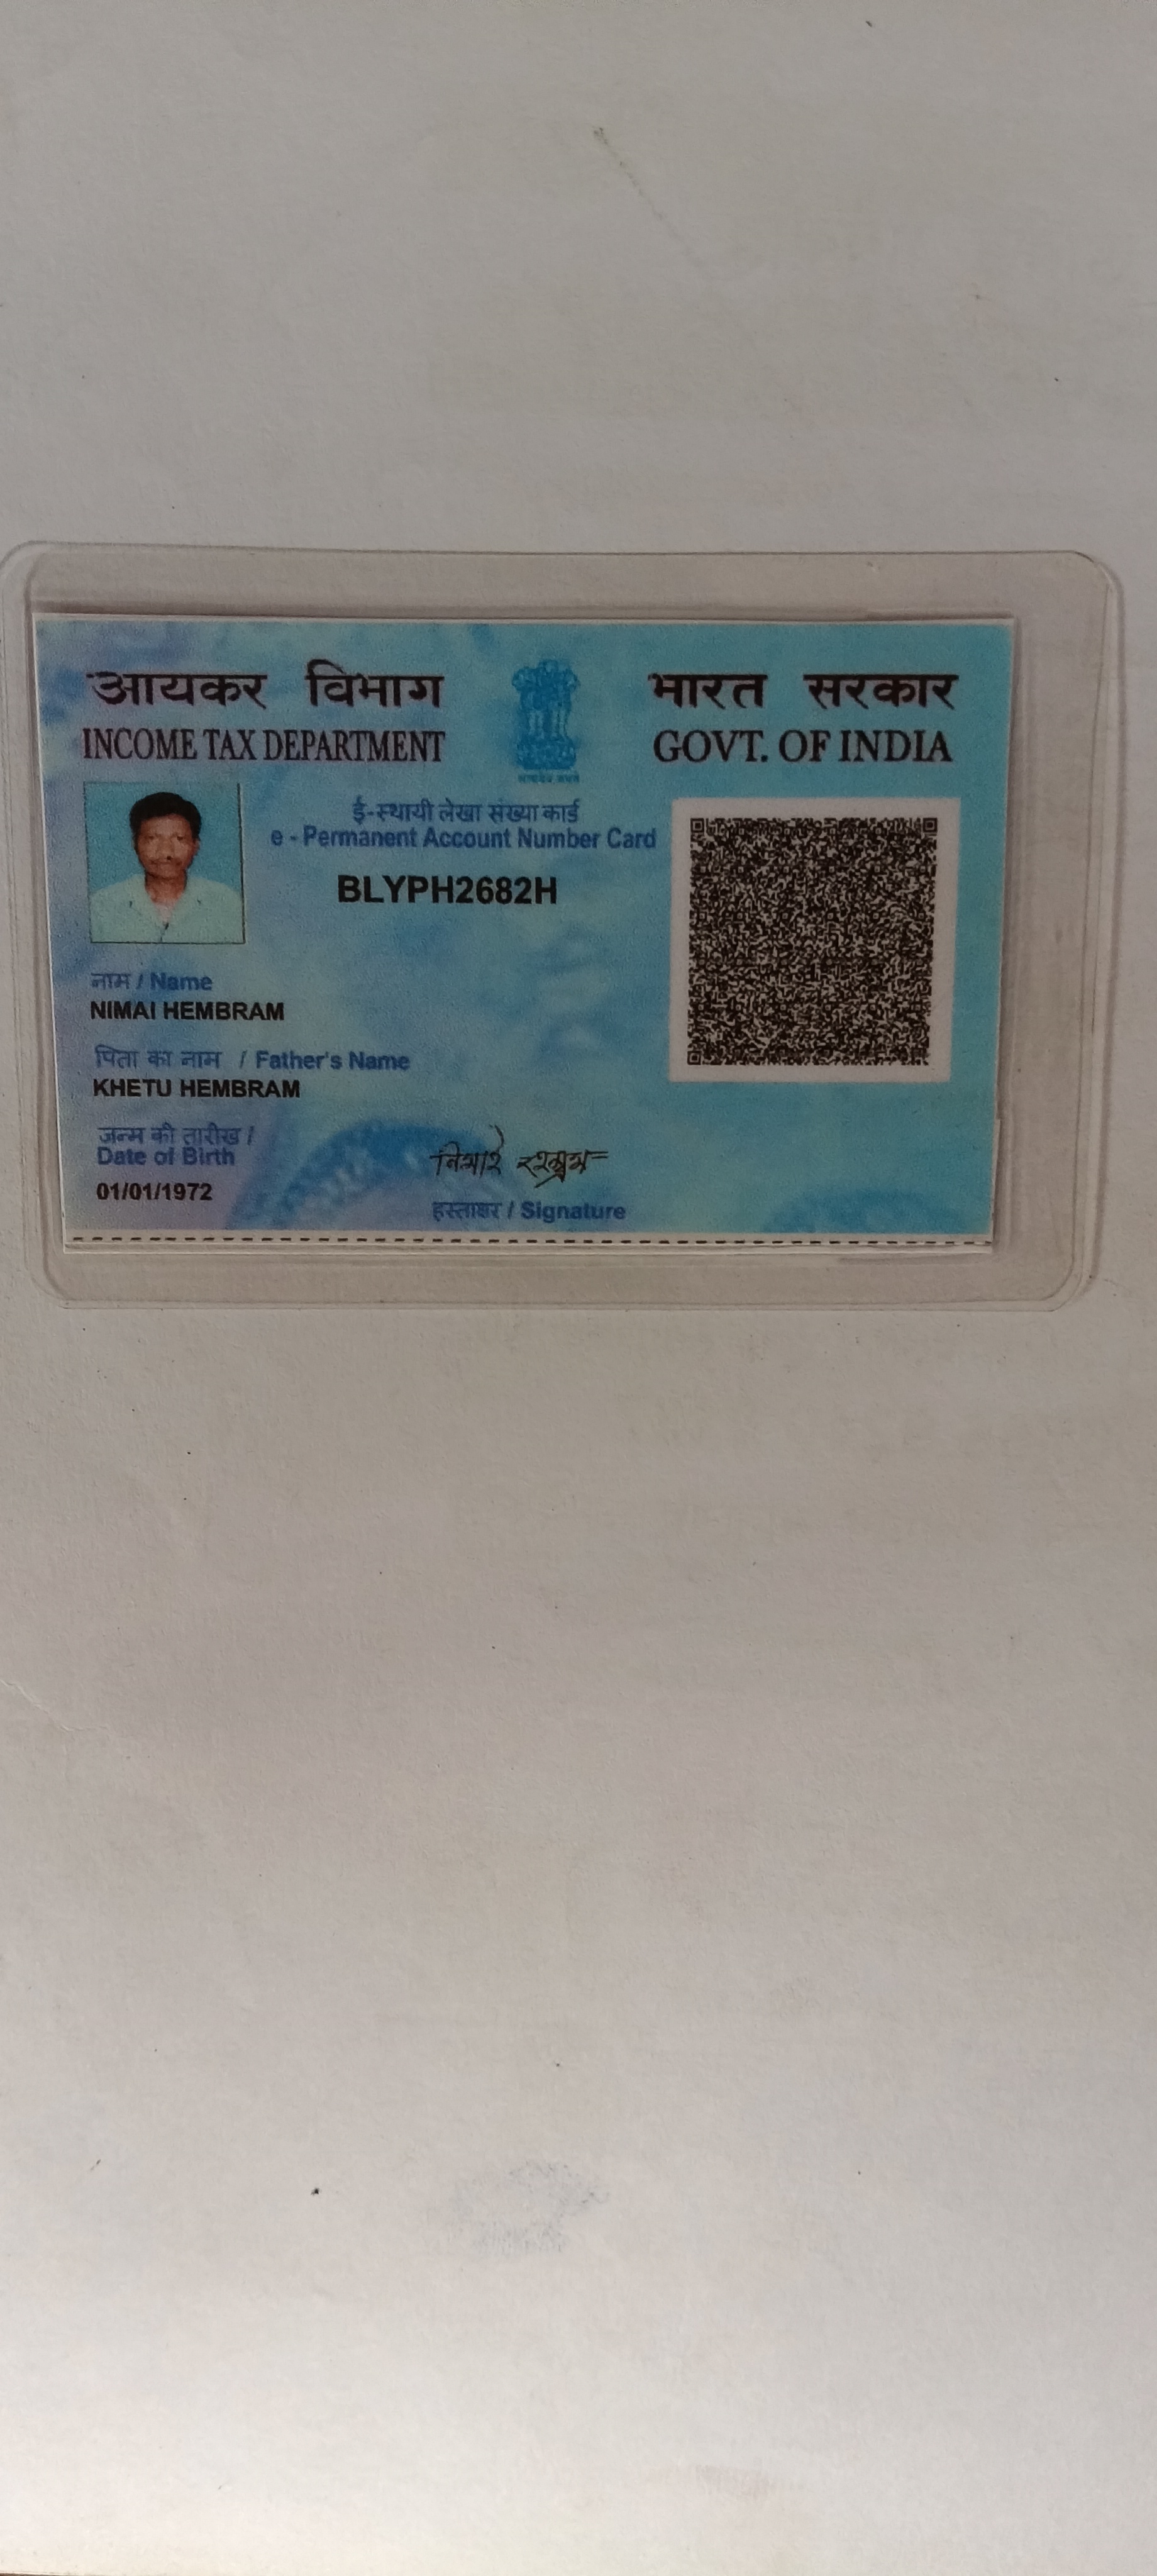 आयकर विभाग
INCOME TAX DEPARTMENT
भारत सरकार
GOVT. OF INDIA
ई-स्थायी लेखा संख्या कार्ड
e - Permanent Account Number Card
BLYPH2682H
नाम / Name
NIMAI HEMBRAM
पिता का नाम / Father's Name
KHETU HEMBRAM
जन्म की तारीख /
Date of Birth
01/01/1972
हस्ताक्षर / Signature